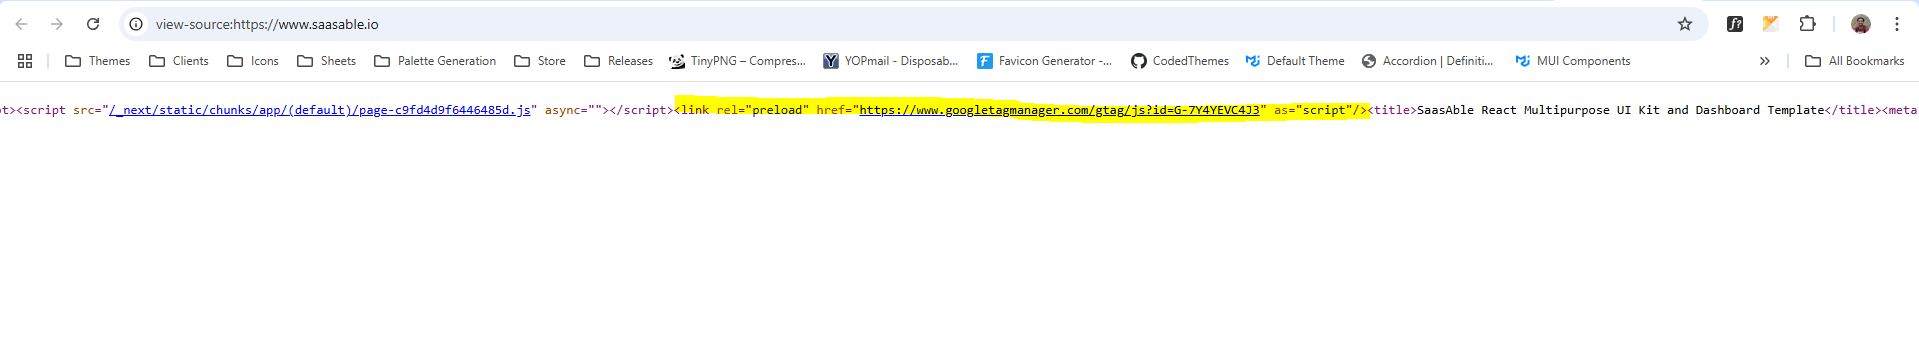 view-source:https://www.saasable.io
Themes Clients Icons Sheets Palette Generation Store Releases TinyPNG – Compres... YOPmail - Disposab... Favicon Generator -... CodedThemes Default Theme Accordion | Definiti... MUI Components » All Bookmarks
pt><script src="/_next/static/chunks/app/(default)/page-c9fd4d9f6446485d.js" async=""></script><link rel="preload" href="https://www.googletagmanager.com/gtag/js?id=G-7Y4YEVC4J3" as="script"/><title>SaasAble React Multipurpose UI Kit and Dashboard Template</title><meta